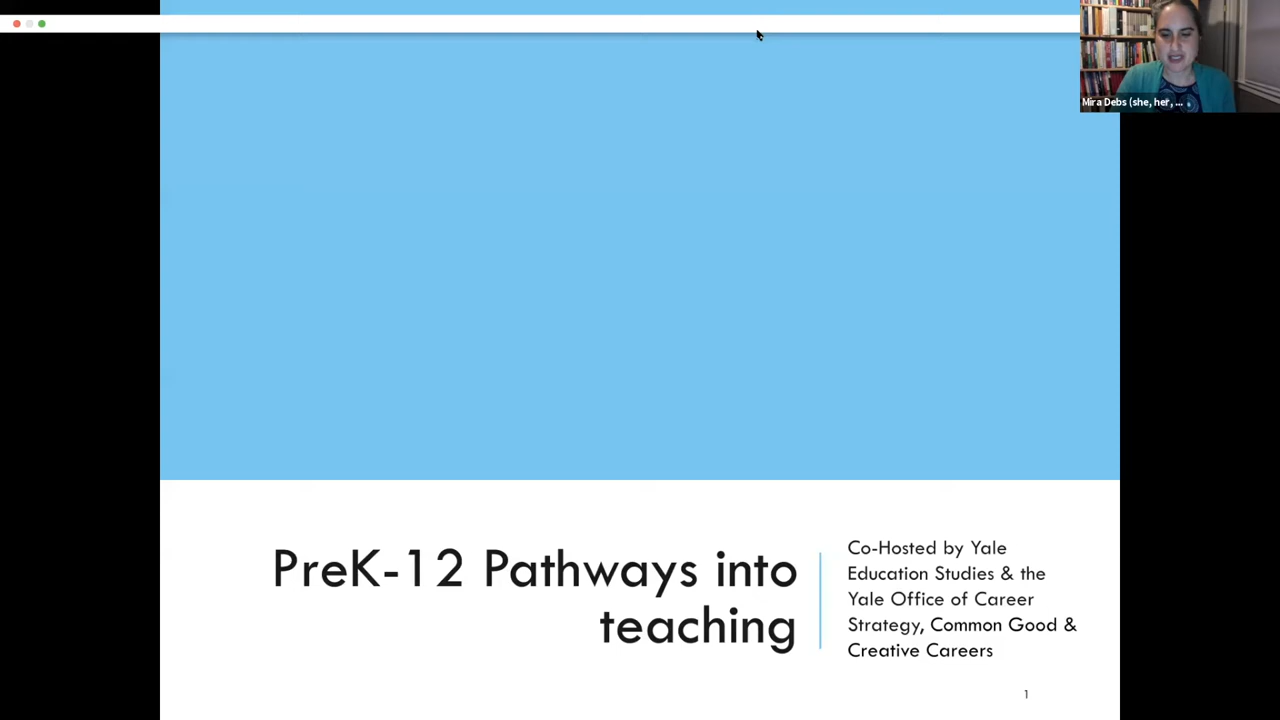 Mira Debs (she, her, ...
PreK-12 Pathways into
teaching
Co-Hosted by Yale
Education Studies & the
Yale Office of Career
Strategy, Common Good &
Creative Careers
1